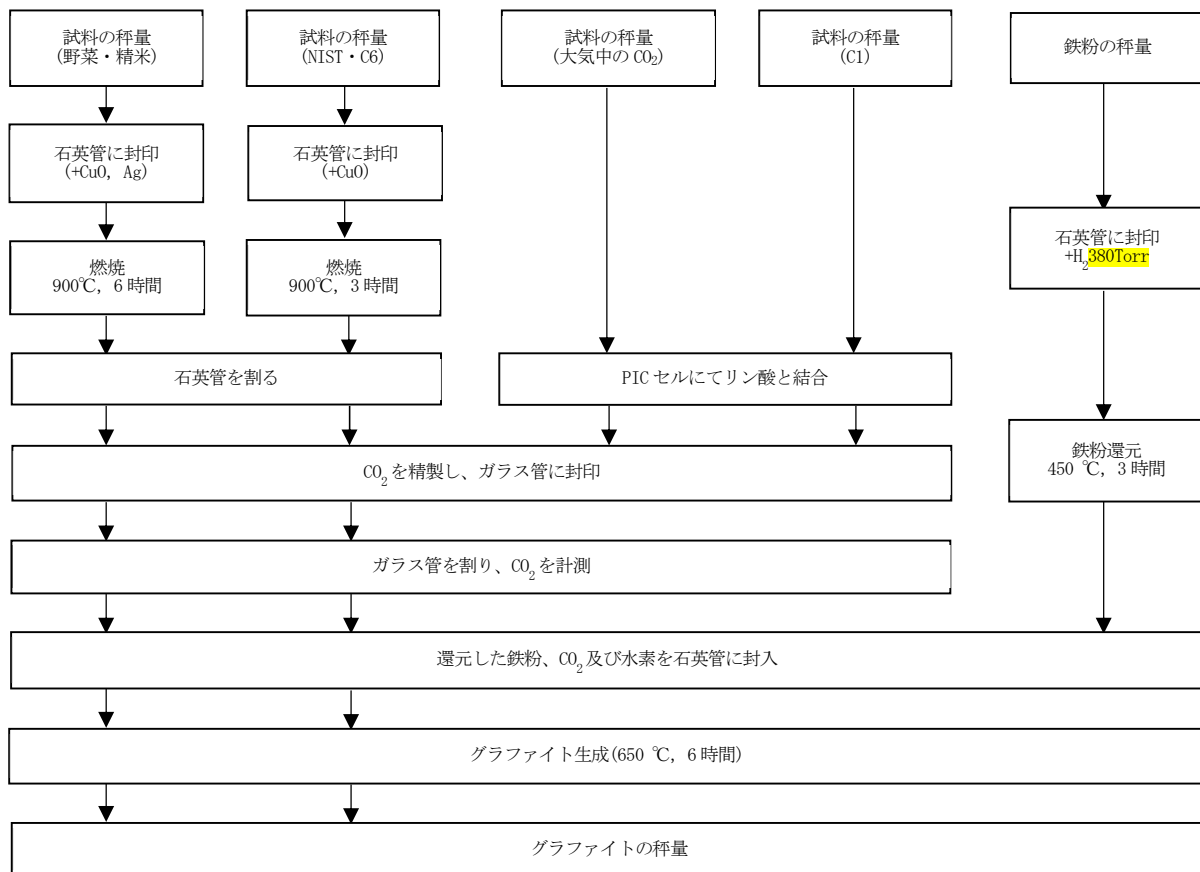 試料の秤量
(野菜・精米)
試料の秤量
(NIST・C6)
試料の秤量
(大気中の CO₂)
試料の秤量
(C1)
鉄粉の秤量
石英管に封印
(+CuO, Ag)
石英管に封印
(+CuO)
石英管に封印
+H₂380Torr
燃焼
900℃, 6 時間
燃焼
900℃, 3 時間
石英管を割る
PIC セルにてリン酸と結合
鉄粉還元
450 ℃, 3 時間
CO₂を精製し、ガラス管に封印
ガラス管を割り、CO₂を計測
還元した鉄粉、CO₂及び水素を石英管に封入
グラファイト生成(650 ℃, 6 時間)
グラファイトの秤量